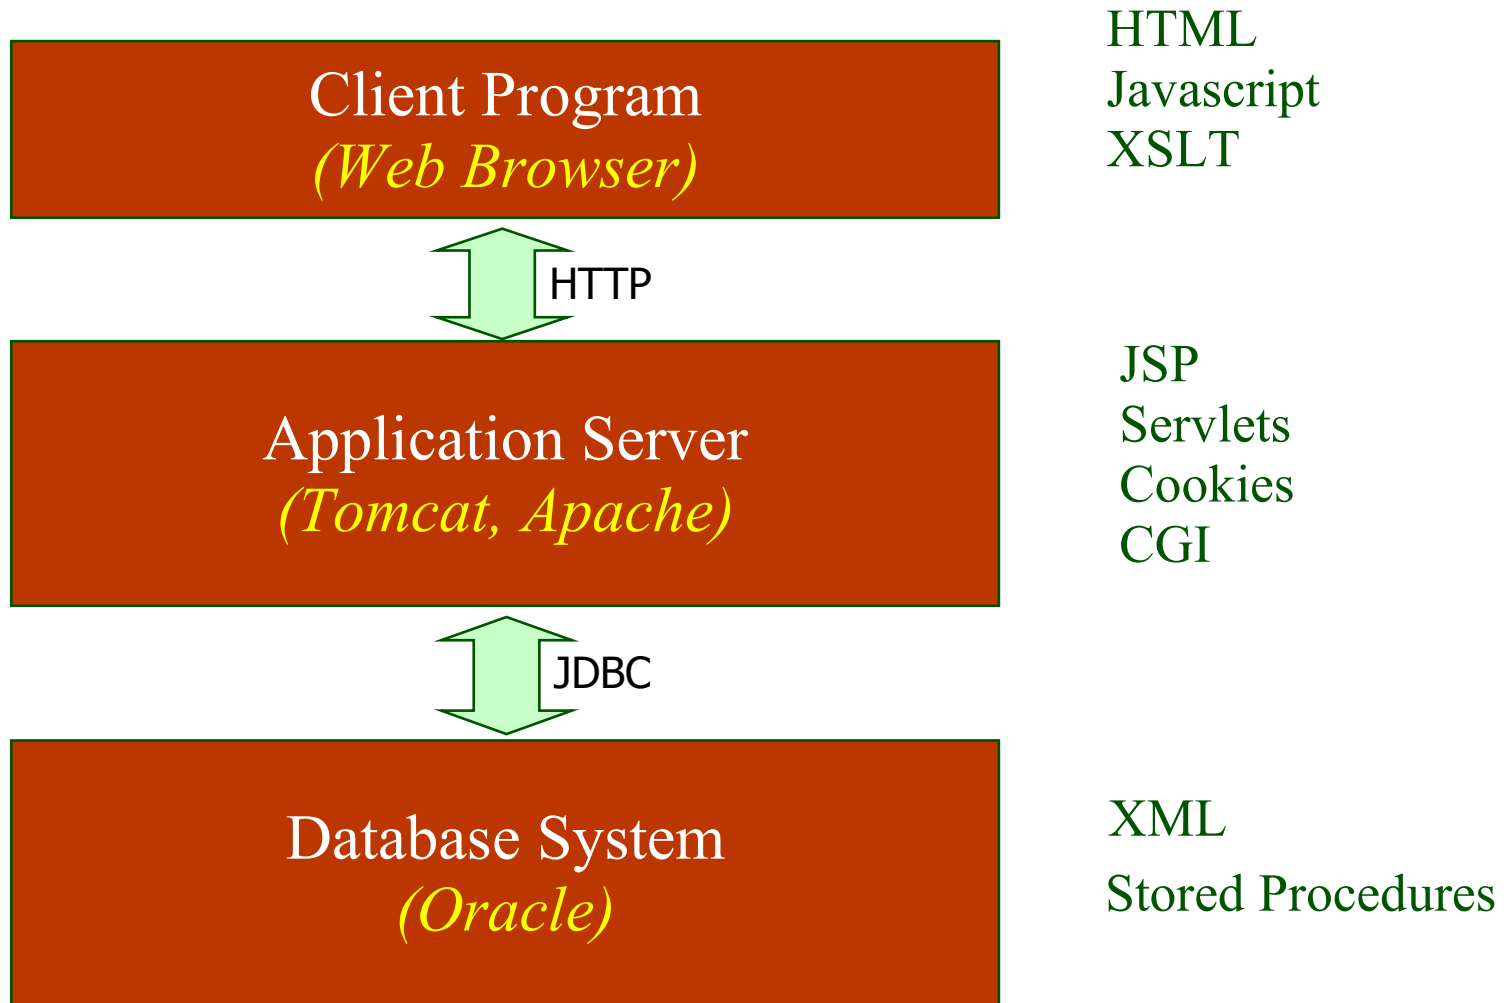 Client Program
(Web Browser)
HTML
Javascript
XSLT
HTTP
Application Server
(Tomcat, Apache)
JSP
Servlets
Cookies
CGI
JDBC
Database System
(Oracle)
XML
Stored Procedures